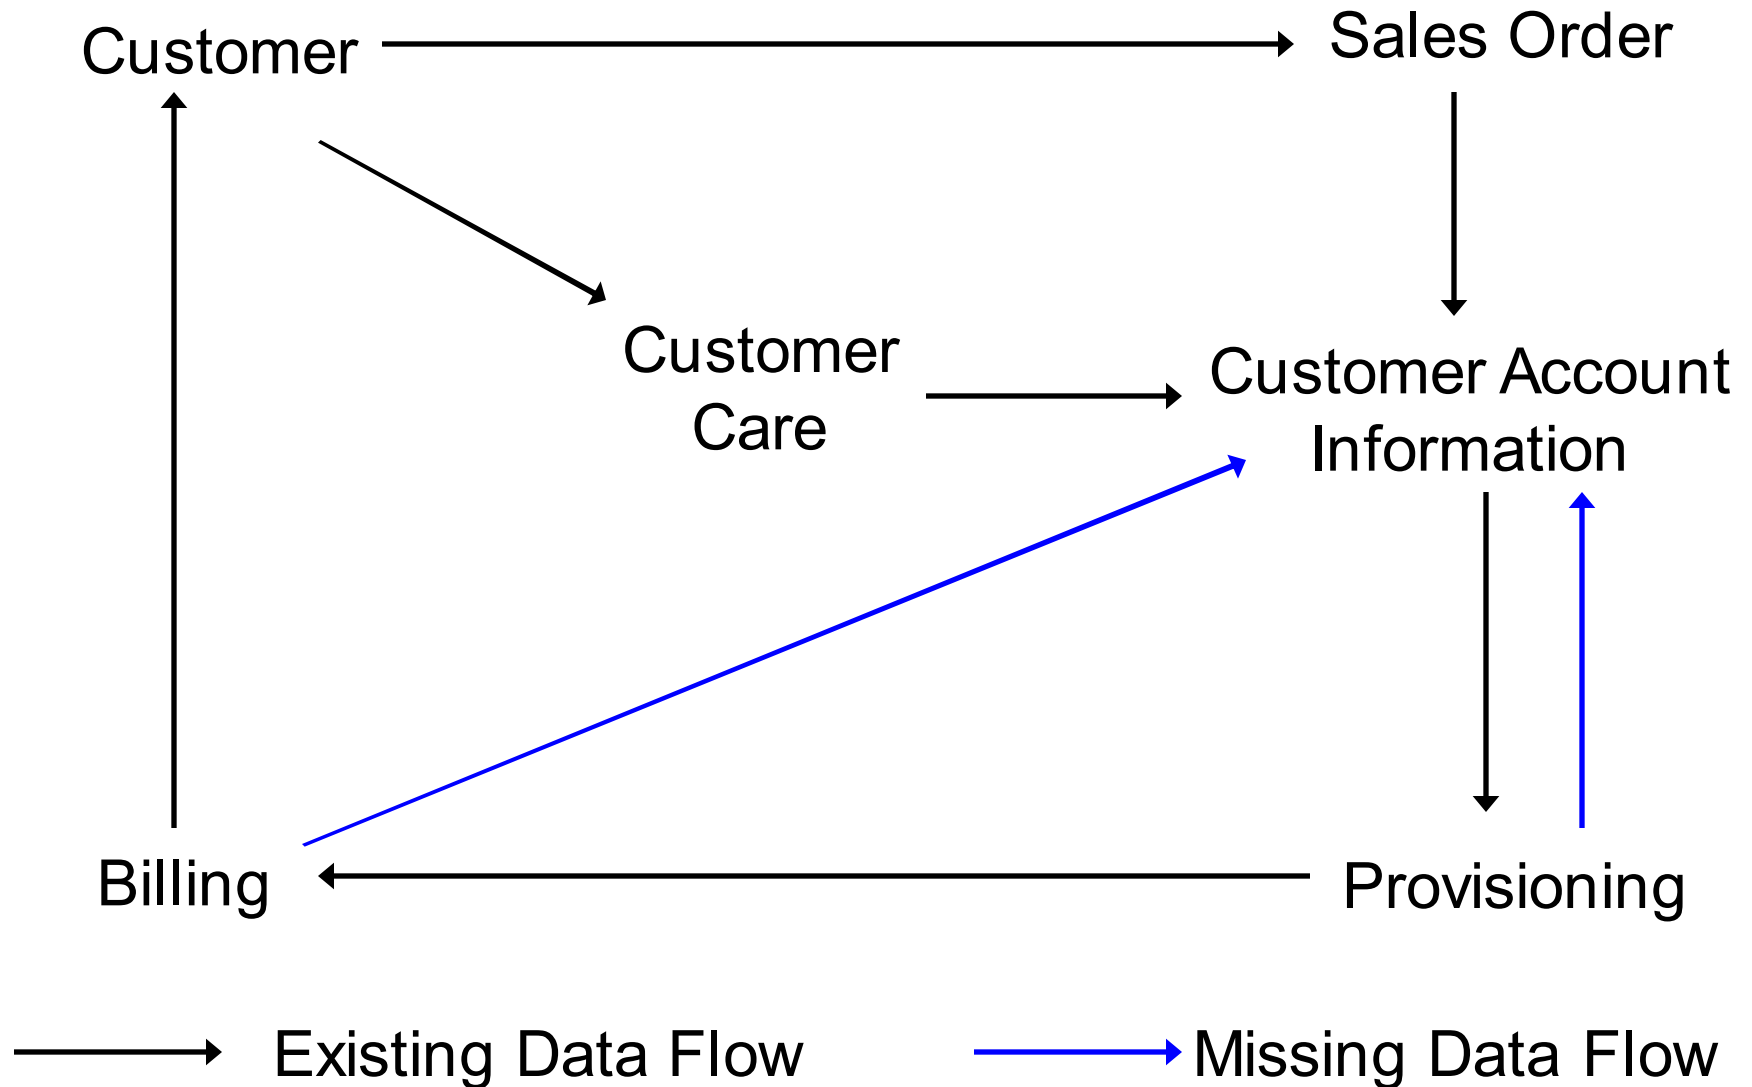 Customer
Sales Order
Customer
Care
Customer Account
Information
Billing
Provisioning
Existing Data Flow
Missing Data Flow